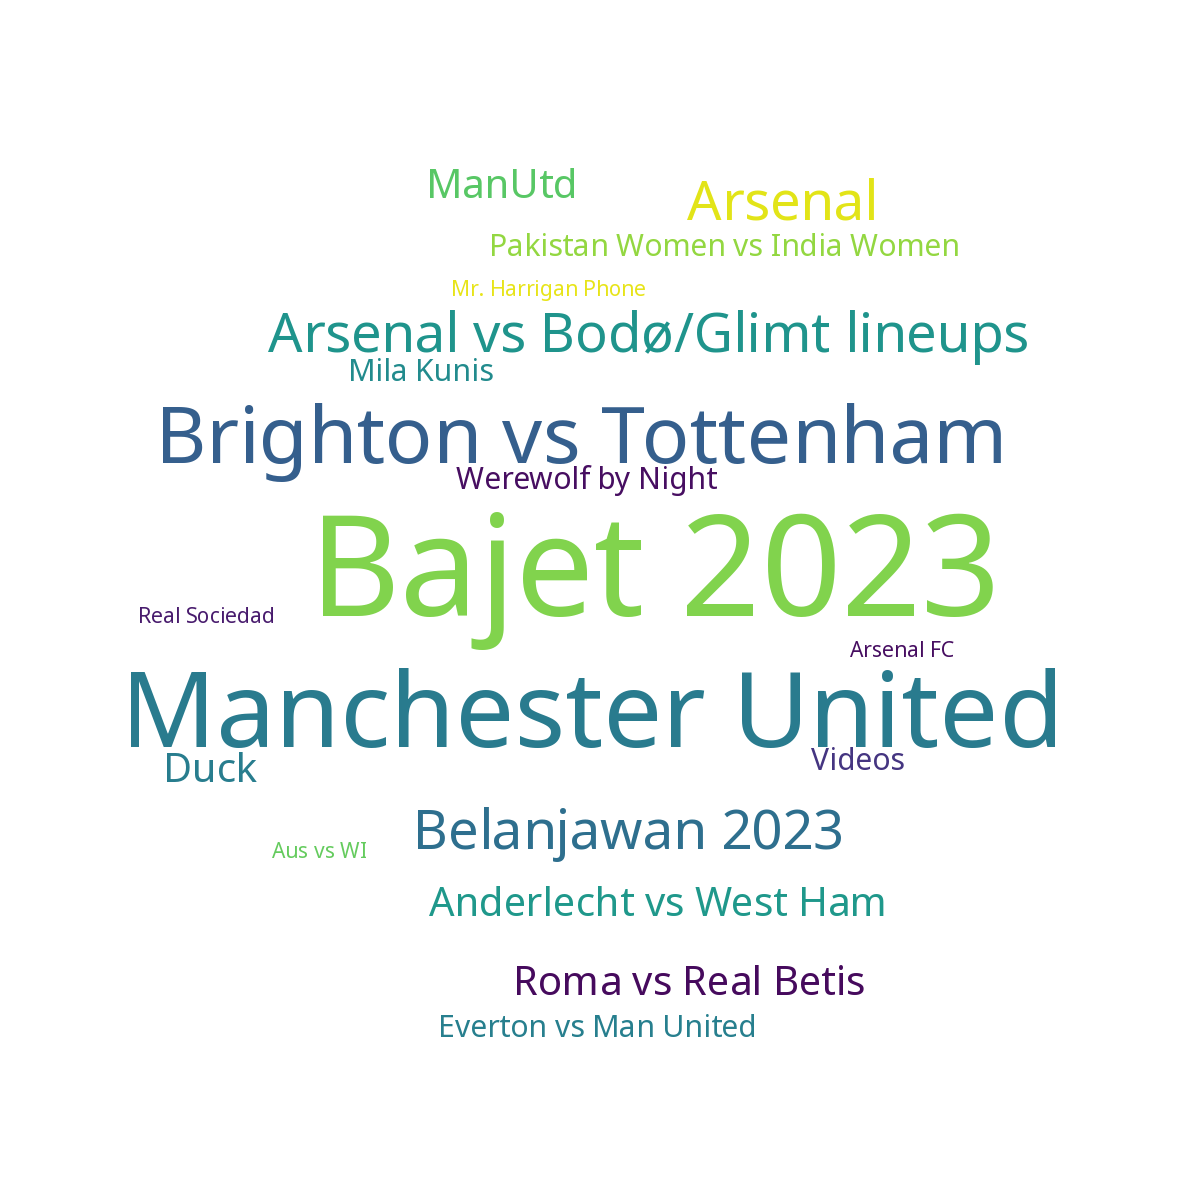 ManUtd
Arsenal
Pakistan Women vs India Women
Mr. Harrigan Phone
Arsenal vs Bodø/Glimt lineups
Mila Kunis
Brighton vs Tottenham
Werewolf by Night
Bajet 2023
Real Sociedad
Arsenal FC
Manchester United
Videos
Duck
Belanjawan 2023
Aus vs WI
Anderlecht vs West Ham
Roma vs Real Betis
Everton vs Man United